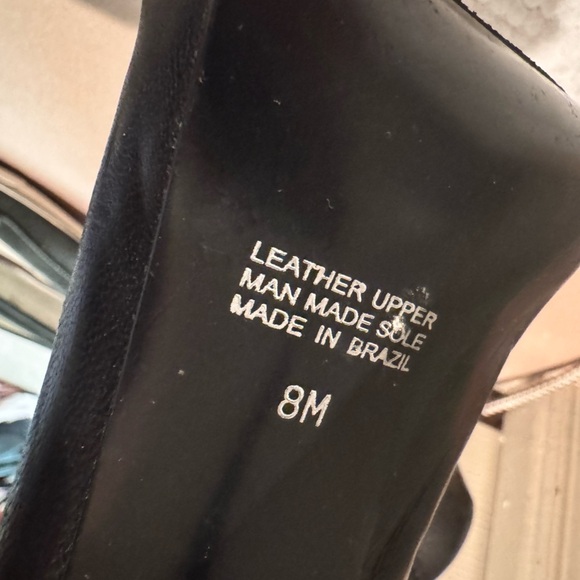 LEATHER UPPER
MAN MADE SOLE
MADE IN BRAZIL
8M